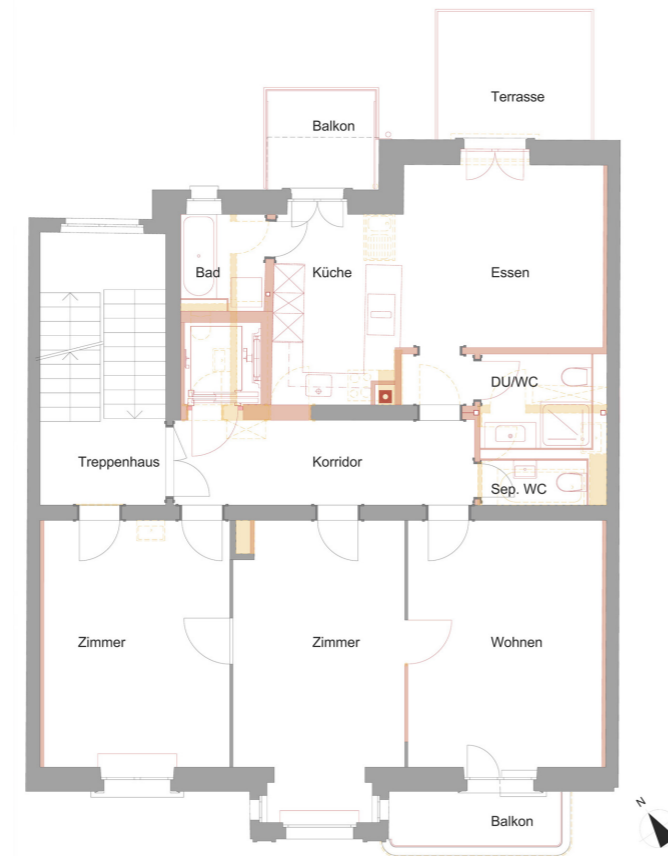 Terrasse
Balkon
Bad
Küche
Essen
DU/WC
Treppenhaus
Korridor
Sep. WC
Zimmer
Zimmer
Wohnen
Balkon
N